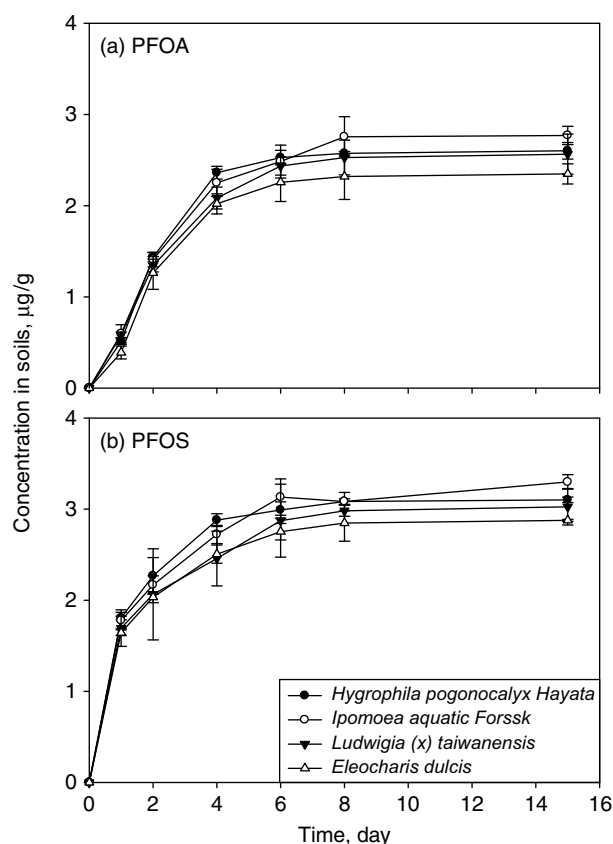 4
(a) PFOA
3
2
1
0
Concentration in soils, µg/g
4
(b) PFOS
3
2
1
0
Hygrophila pogonocalyx Hayata
Ipomoea aquatic Forssk
Ludwigia (x) taiwanensis
Eleocharis dulcis
0 2 4 6 8 10 12 14 16
Time, day